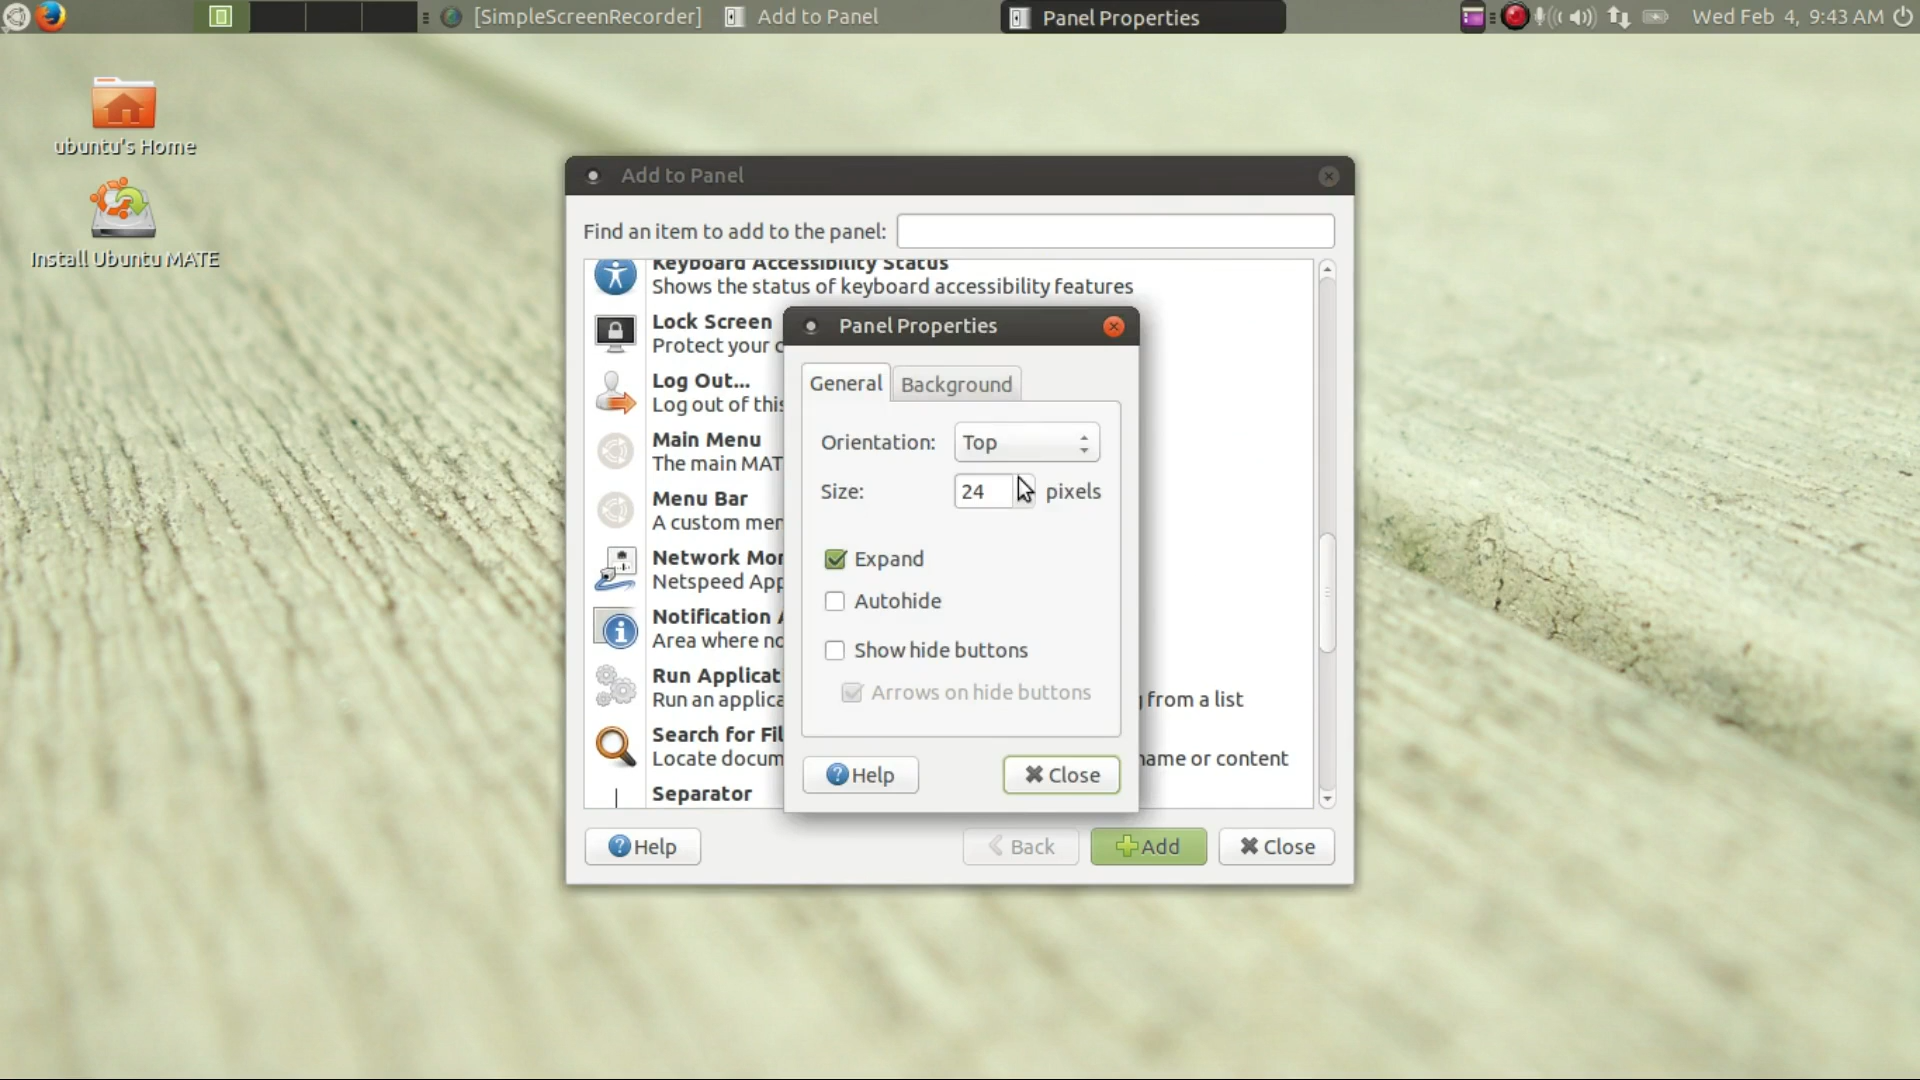 [SimpleScreenRecorder]
Add to Panel
Panel Properties
Wed Feb 4, 9:43 AM
ubuntu's Home
Install Ubuntu MATE
Add to Panel
Find an item to add to the panel:
Keyboard Accessibility Status
Shows the status of keyboard accessibility features
Lock Screen
Protect your c
Log Out...
Log out of this
Main Menu
The main MAT
Menu Bar
A custom men
Network Mon
Netspeed App
Notification A
Area where no
Run Applicat
Run an applica
from a list
Search for Fil
Locate docum
name or content
Separator
Help
Back
Add
Close
Panel Properties
General
Background
Orientation: Top
Size: 24 pixels
Expand
Autohide
Show hide buttons
Arrows on hide buttons
Help
Close